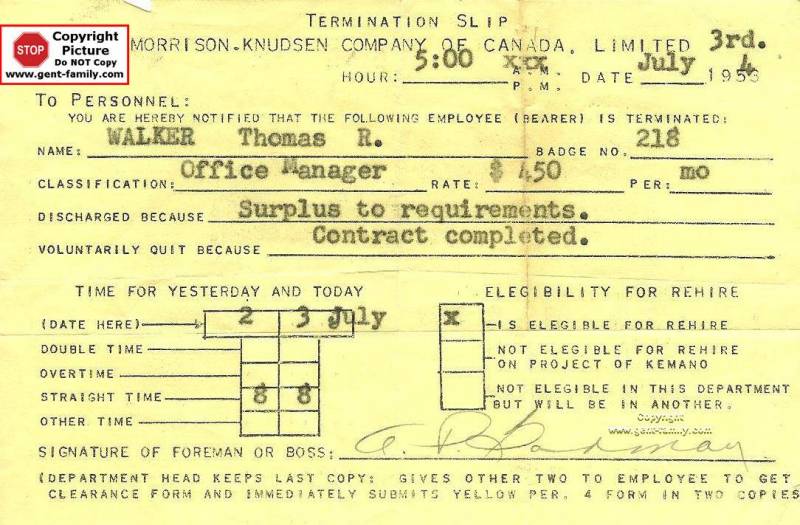 TERMINATION SLIP
STOP
Copyright
Picture
Do NOT Copy
www.gent-family.com
MORRISON-KNUDSEN COMPANY OF CANADA, LIMITED
HOUR: 5:00 xxx A.M. P.M. DATE July 3rd. 1953 4
TO PERSONNEL:
YOU ARE HEREBY NOTIFIED THAT THE FOLLOWING EMPLOYEE (BEARER) IS TERMINATED:
NAME: WALKER Thomas R. BADGE NO. 218
CLASSIFICATION: Office Manager RATE: $ 450 PER: mo
DISCHARGED BECAUSE Surplus to requirements.
VOLUNTARILY QUIT BECAUSE Contract completed.
TIME FOR YESTERDAY AND TODAY
(DATE HERE) 2 3 July
DOUBLE TIME
OVERTIME
STRAIGHT TIME 8 8
OTHER TIME
ELEGIBILITY FOR REHIRE
x IS ELEGIBLE FOR REHIRE
NOT ELEGIBLE FOR REHIRE
ON PROJECT OF KEMANO
NOT ELEGIBLE IN THIS DEPARTMENT
BUT WILL BE IN ANOTHER.
Copyright
www.gent-family.com
SIGNATURE OF FOREMAN OR BOSS:
(DEPARTMENT HEAD KEEPS LAST COPY: GIVES OTHER TWO TO EMPLOYEE TO GET
CLEARANCE FORM AND IMMEDIATELY SUBMITS YELLOW PER. 4 FORM IN TWO COPIES